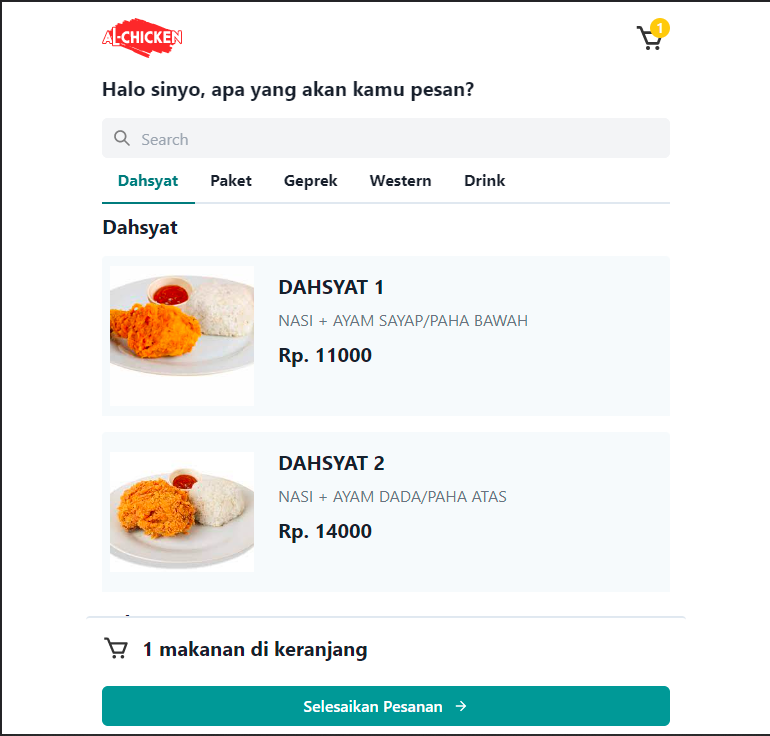 AL-CHICKEN
1
Halo sinyo, apa yang akan kamu pesan?
Search
Dahsyat Paket Geprek Western Drink
Dahsyat
DAHSYAT 1
NASI + AYAM SAYAP/PAHA BAWAH
Rp. 11000
DAHSYAT 2
NASI + AYAM DADA/PAHA ATAS
Rp. 14000
1 makanan di keranjang
Selesaikan Pesanan →